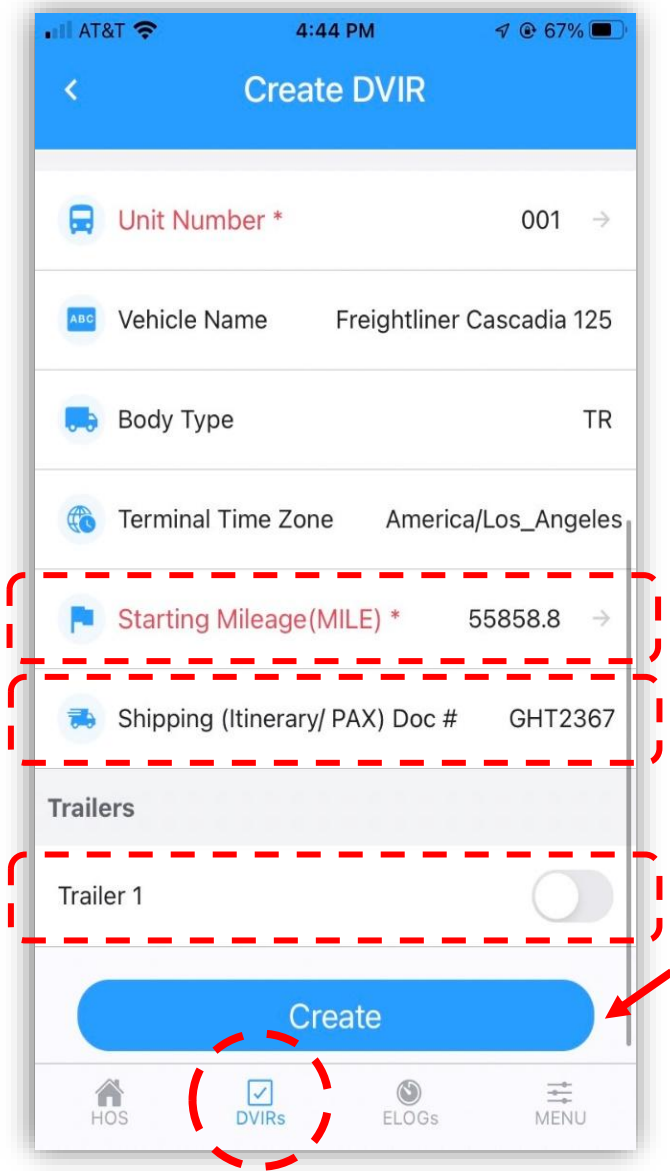 AT&T 4:44 PM 67%
Create DVIR
Unit Number * 001
ABC Vehicle Name Freightliner Cascadia 125
Body Type TR
Terminal Time Zone America/Los_Angeles
Starting Mileage(MILE) * 55858.8
Shipping (Itinerary/ PAX) Doc # GHT2367
Trailers
Trailer 1
Create
HOS DVIRs ELOGs MENU